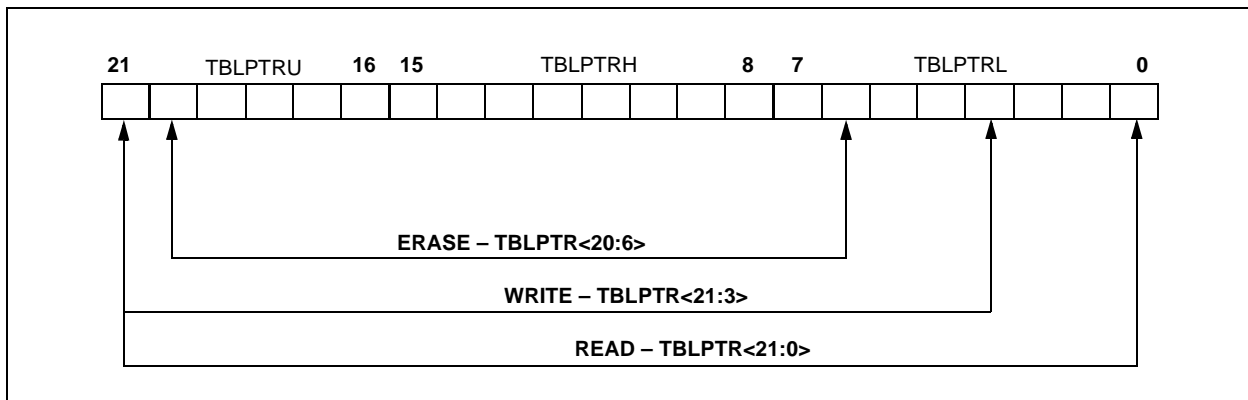 21 TBLPTRU 16 15 TBLPTRH 8 7 TBLPTRL 0
ERASE – TBLPTR<20:6>
WRITE – TBLPTR<21:3>
READ – TBLPTR<21:0>